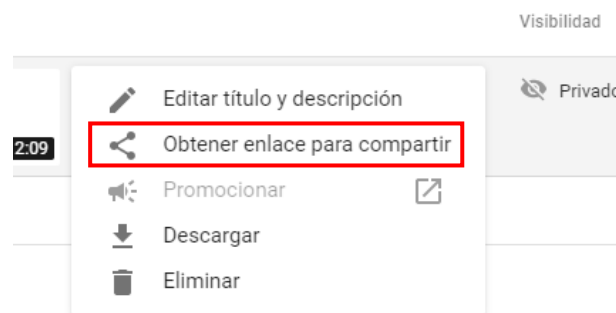 Visibilidad
Editar título y descripción
Privado
2:09
Obtener enlace para compartir
Promocionar
Descargar
Eliminar